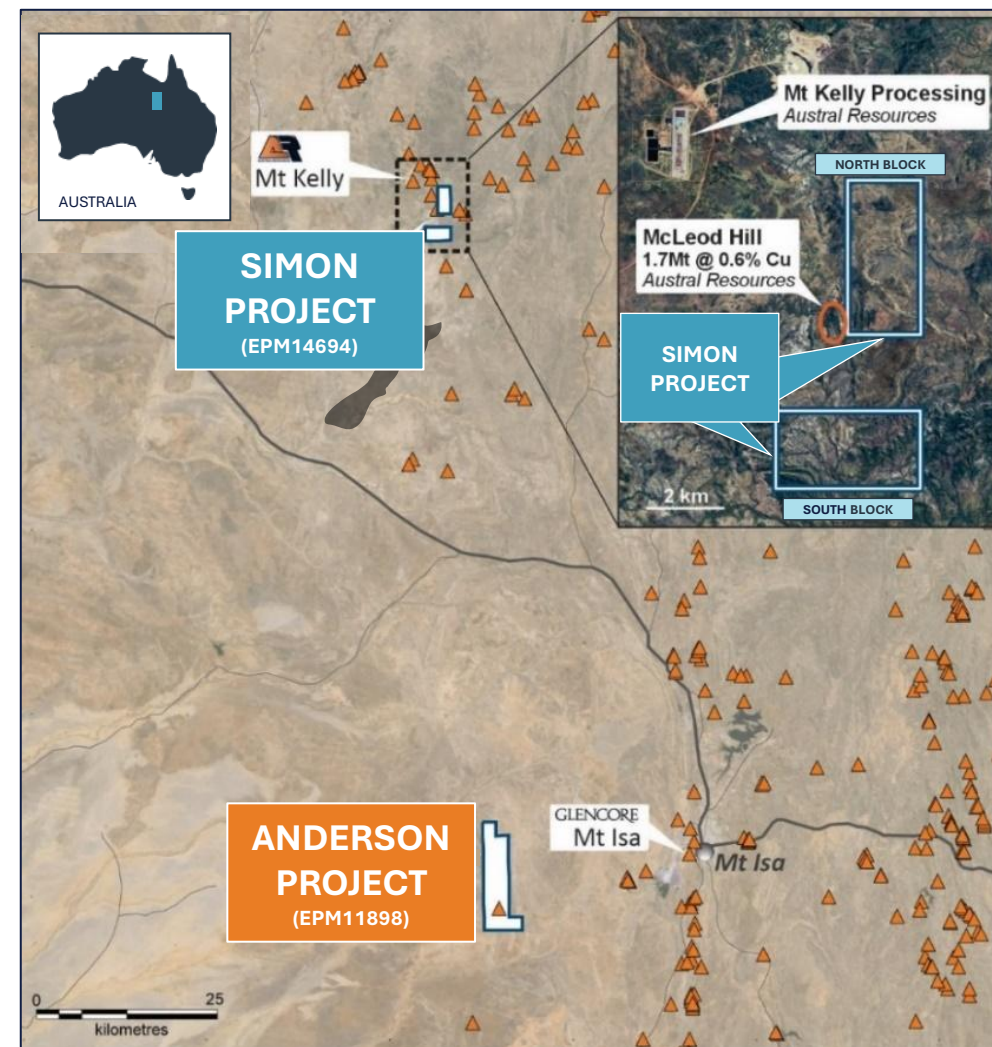 AUSTRALIA
Mt Kelly
SIMON
PROJECT
(EPM14694)
Mt Kelly Processing
Austral Resources
NORTH BLOCK
McLeod Hill
1.7Mt @ 0.6% Cu
Austral Resources
SIMON
PROJECT
2 km
SOUTH BLOCK
ANDERSON
PROJECT
(EPM11898)
GLENCORE
Mt Isa
Mt Isa
0 25
kilometres